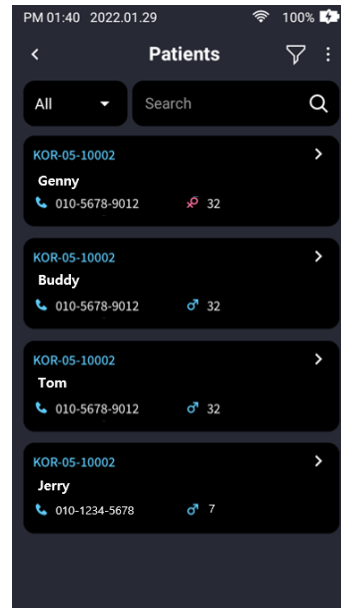 PM 01:40 2022.01.29 100%
Patients
All Search
KOR-05-10002
Genny
010-5678-9012 32
KOR-05-10002
Buddy
010-5678-9012 32
KOR-05-10002
Tom
010-5678-9012 32
KOR-05-10002
Jerry
010-1234-5678 7